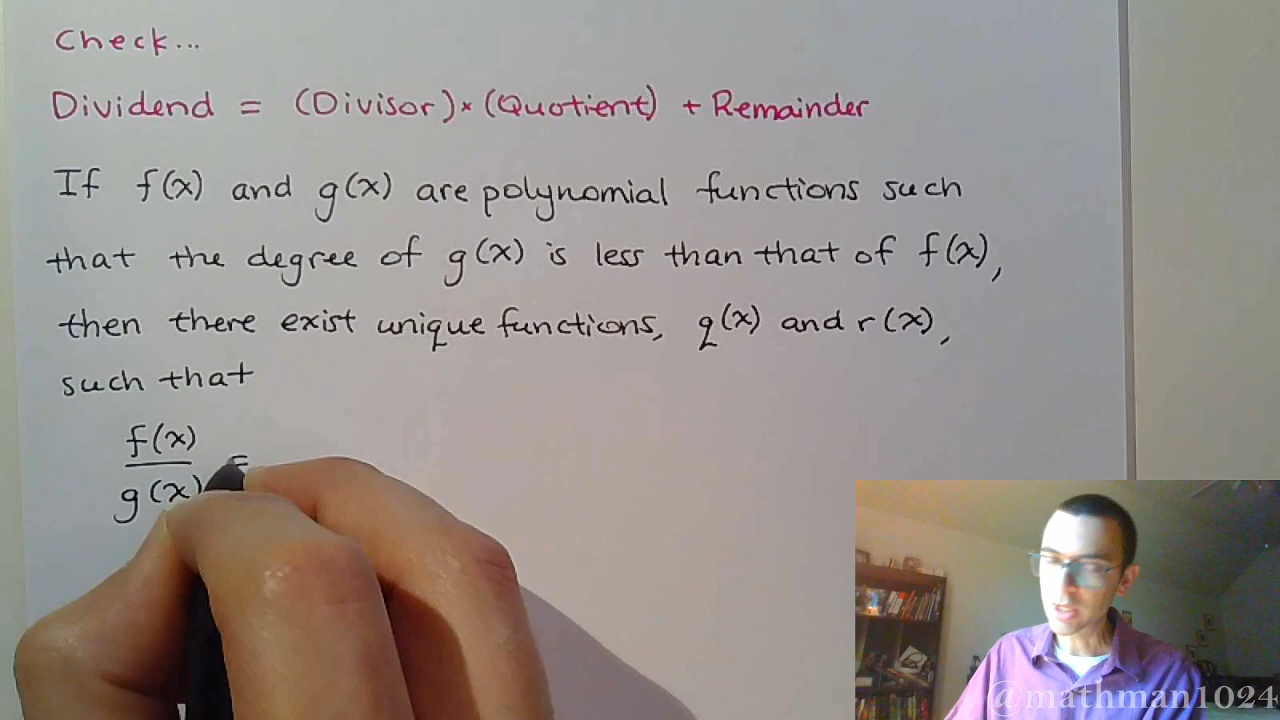 Check...
Dividend = (Divisor) × (Quotient) + Remainder
If f(x) and g(x) are polynomial functions such
that the degree of g(x) is less than that of f(x),
then there exist unique functions, q(x) and r(x),
such that
f(x)
g(x) =
@mathman1024